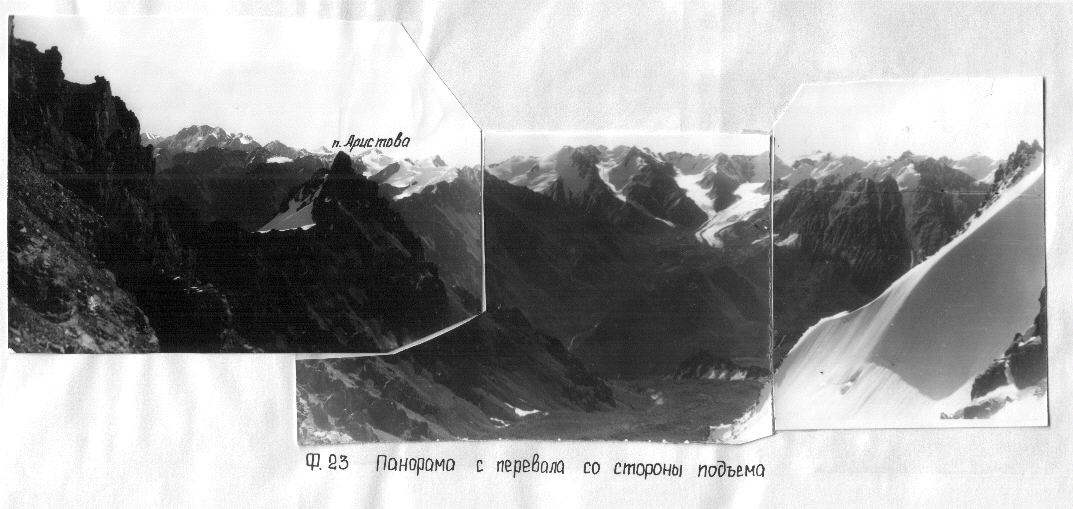 п. Аристова
Ф. 23 Панорама с перевала со стороны подъема